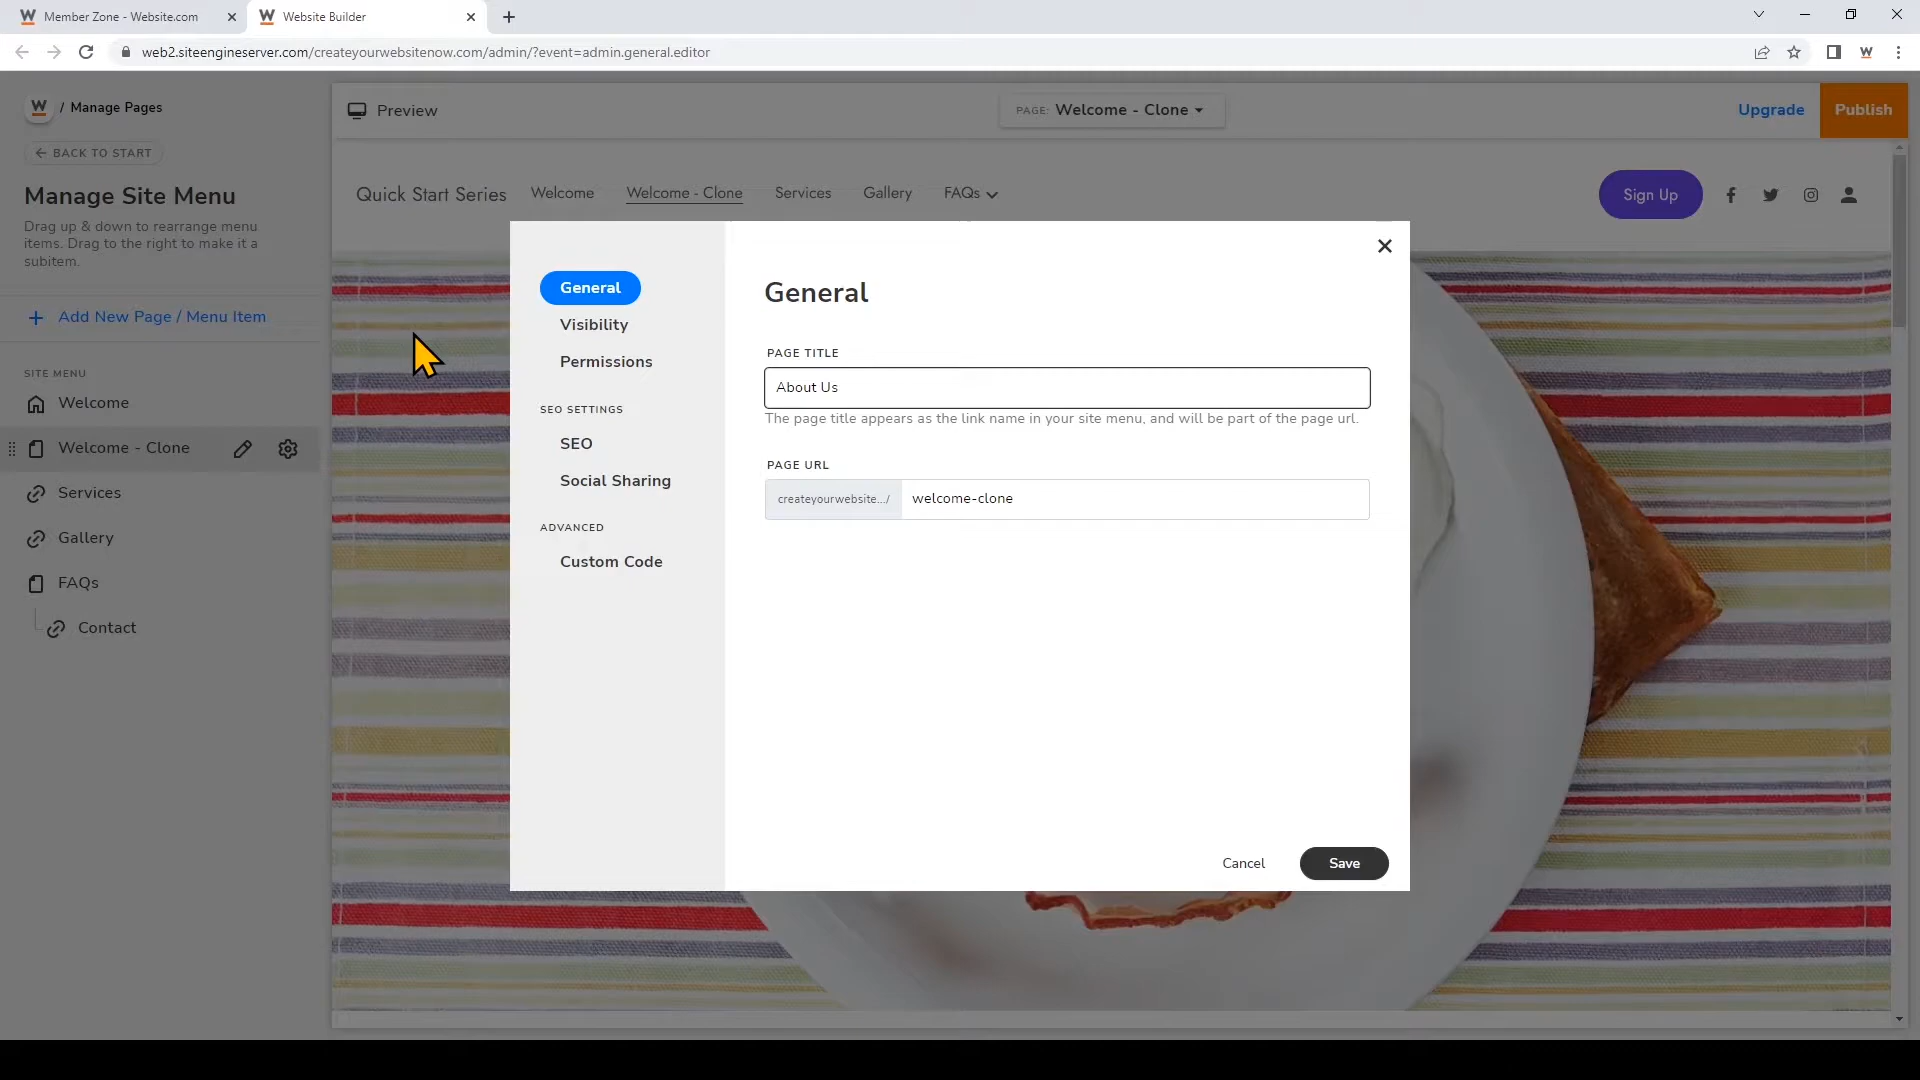 Member Zone - Website.com
Website Builder
web2.siteengineserver.com/createyourwebsitenow.com/admin/?event=admin.general.editor
W / Manage Pages
BACK TO START
Manage Site Menu
Drag up & down to rearrange menu
items. Drag to the right to make it a
subitem.
Add New Page / Menu Item
SITE MENU
Welcome
Welcome - Clone
Services
Gallery
FAQs
Contact
Preview
PAGE: Welcome - Clone
Upgrade
Publish
Quick Start Series
Welcome
Welcome - Clone
Services
Gallery
FAQs
Sign Up
General
Visibility
Permissions
SEO SETTINGS
SEO
Social Sharing
ADVANCED
Custom Code
General
PAGE TITLE
About Us
The page title appears as the link name in your site menu, and will be part of the page url.
PAGE URL
createyourwebsite.../ welcome-clone
Cancel
Save